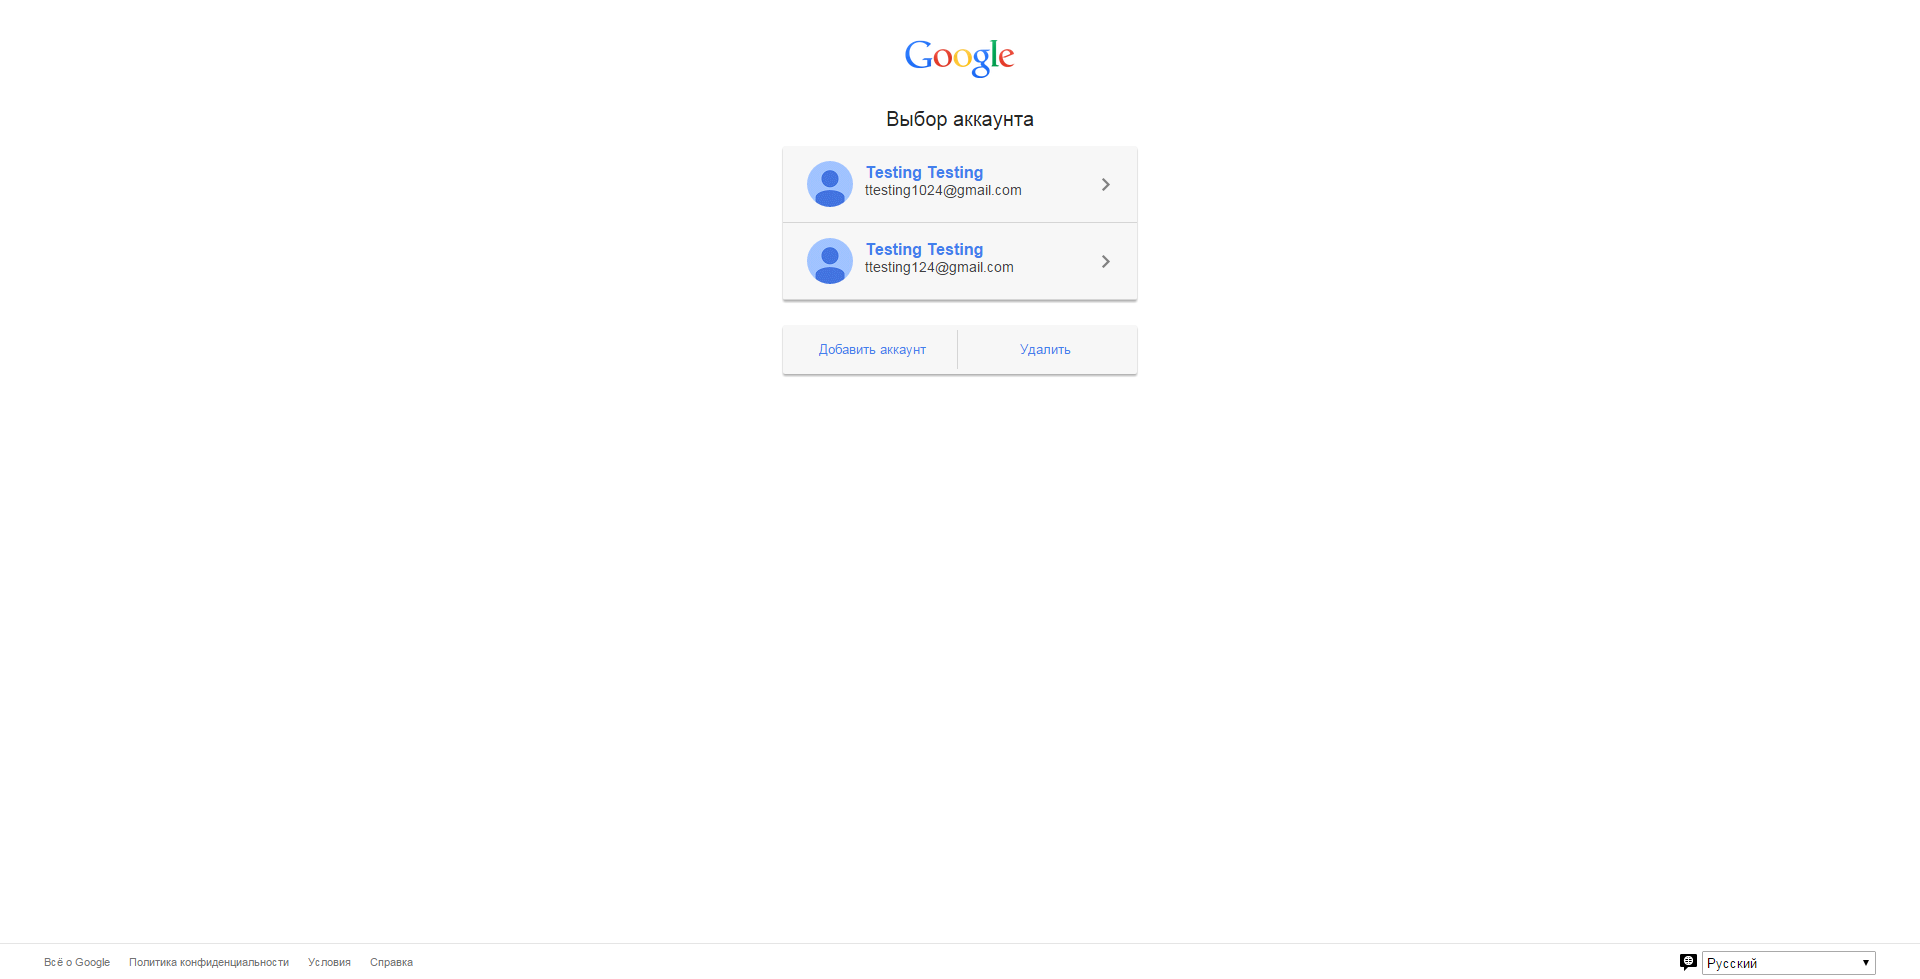 Google
Выбор аккаунта
Testing Testing
ttesting1024@gmail.com
Testing Testing
ttesting124@gmail.com
Добавить аккаунт
Удалить
Всё о Google Политика конфиденциальности Условия Справка
Русский